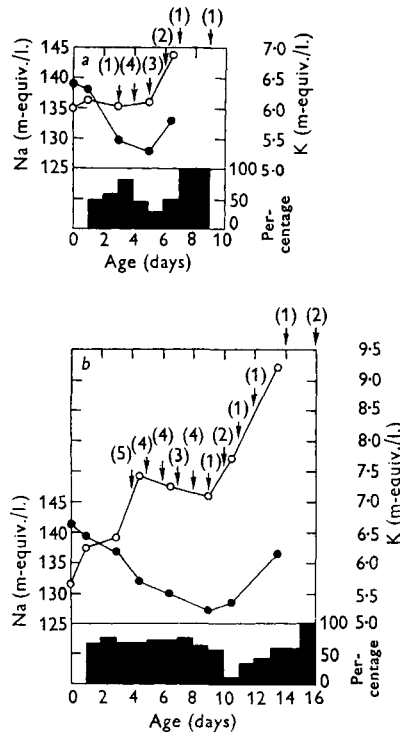 (1) (1)
(2)
145
140
135
130
125
Na (m-equiv./l.)
a
(1) (4) (3)
7·0
6·5
6·0
5·5
5·0
K (m-equiv./l.)
100
50
0
Per-
centage
0 2 4 6 8 10
Age (days)
(1) (2)
b
9·5
9·0
8·5
8·0
7·5
7·0
6·5
6·0
5·5
5·0
K (m-equiv./l.)
(1)
(1)
(2)
(5) (4) (4) (3) (4) (1)
145
140
135
130
125
Na (m-equiv./l.)
100
50
0
Per-
centage
0 2 4 6 8 10 12 14 16
Age (days)